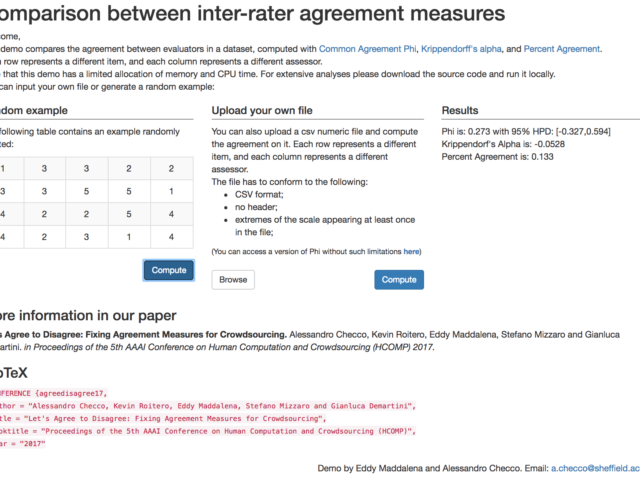 omparison between inter-rater agreement measures
ome,
demo compares the agreement between evaluators in a dataset, computed with Common Agreement Phi, Krippendorff's alpha, and Percent Agreement.
row represents a different item, and each column represents a different assessor.
that this demo has a limited allocation of memory and CPU time. For extensive analyses please download the source code and run it locally.
can input your own file or generate a random example:
dom example
following table contains an example randomly
ted:
1 3 3 2 2
3 3 5 5 1
4 2 2 5 4
4 2 3 1 4
Compute
Upload your own file
You can also upload a csv numeric file and compute
the agreement on it. Each row represents a different
item, and each column represents a different
assessor.
The file has to conform to the following:
• CSV format;
• no header;
• extremes of the scale appearing at least once
in the file;
(You can access a version of Phi without such limitations here)
Browse
Compute
Results
Phi is: 0.273 with 95% HPD: [-0.327,0.594]
Krippendorf's Alpha is: -0.0528
Percent Agreement is: 0.133
re information in our paper
s Agree to Disagree: Fixing Agreement Measures for Crowdsourcing. Alessandro Checco, Kevin Roitero, Eddy Maddalena, Stefano Mizzaro and Gianluca
artini. in Proceedings of the 5th AAAI Conference on Human Computation and Crowdsourcing (HCOMP) 2017.
TeX
NFERENCE {agreedisagree17,
thor = "Alessandro Checco, Kevin Roitero, Eddy Maddalena, Stefano Mizzaro and Gianluca Demartini",
tle = "Let's Agree to Disagree: Fixing Agreement Measures for Crowdsourcing",
oktitle = "Proceedings of the 5th AAAI Conference on Human Computation and Crowdsourcing (HCOMP)",
ar = "2017"
Demo by Eddy Maddalena and Alessandro Checco. Email: a.checco@sheffield.ac